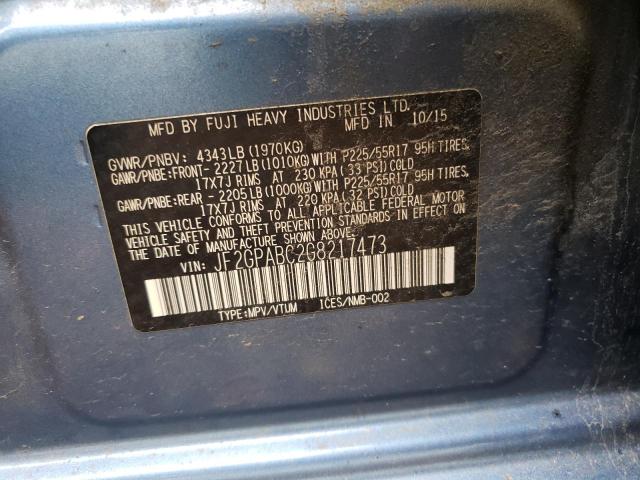 MFD BY FUJI HEAVY INDUSTRIES LTD.
MFD IN 10/15
GVWR/PNBV: 4343LB(1970KG)
GAWR/PNBE:FRONT- 2227LB(1010KG)WITH P225/55R17 95H TIRES,
17X7J RIMS AT 230 KPA(33 PSI)COLD
GAWR/PNBE:REAR - 2205LB(1000KG)WITH P225/55R17 95H TIRES,
17X7J RIMS AT 220 KPA(32 PSI)COLD
THIS VEHICLE CONFORMS TO ALL APPLICABLE FEDERAL MOTOR
VEHICLE SAFETY AND THEFT PREVENTION STANDARDS IN EFFECT
ON THE DATE OF MANUFACTURE SHOWN ABOVE.
VIN: JF2GPABC2G8217473
TYPE:MPV/VTUM ICES/NMB-002